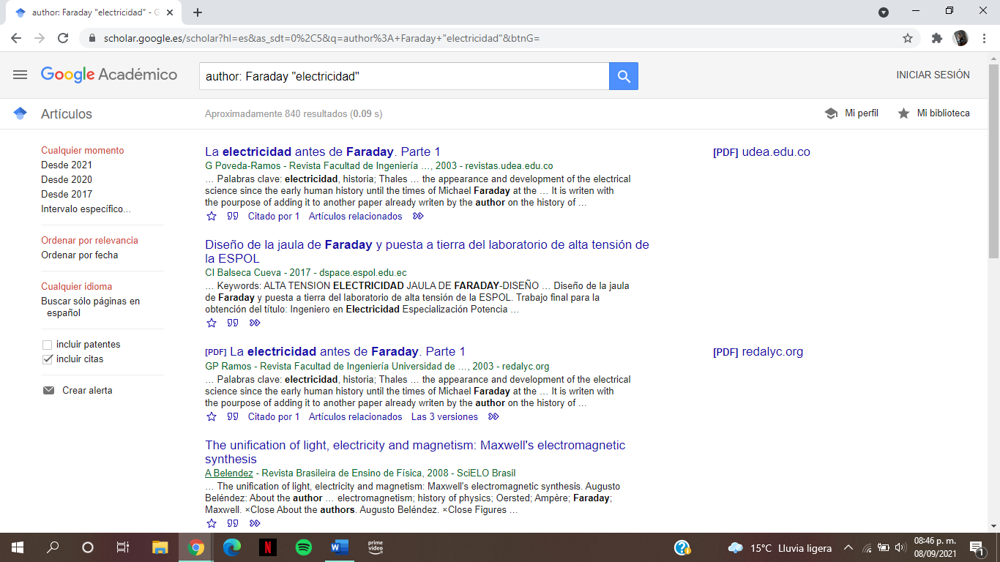 author: Faraday "electricidad" - G
scholar.google.es/scholar?hl=es&as_sdt=0%2C5&q=author%3A+Faraday+"electricidad"&btnG=
Google Académico
author: Faraday "electricidad"
INICIAR SESIÓN
Artículos
Aproximadamente 840 resultados (0.09 s)
Mi perfil
Mi biblioteca
Cualquier momento
Desde 2021
Desde 2020
Desde 2017
Intervalo específico...
Ordenar por relevancia
Ordenar por fecha
Cualquier idioma
Buscar sólo páginas en
español
incluir patentes
incluir citas
Crear alerta
La electricidad antes de Faraday. Parte 1
G Poveda-Ramos - Revista Facultad de Ingeniería …, 2003 - revistas.udea.edu.co
… Palabras clave: electricidad, historia; Thales … the appearance and development of the electrical
science since the early human history until the times of Michael Faraday at the … It is writen with
the pourpose of adding it to another paper already writen by the author on the history of …
Citado por 1 Artículos relacionados
[PDF] udea.edu.co
Diseño de la jaula de Faraday y puesta a tierra del laboratorio de alta tensión de
la ESPOL
CI Balseca Cueva - 2017 - dspace.espol.edu.ec
… Keywords: ALTA TENSION ELECTRICIDAD JAULA DE FARADAY-DISEÑO … Diseño de la jaula
de Faraday y puesta a tierra del laboratorio de alta tensión de la ESPOL. Trabajo final para la
obtención del título: Ingeniero en Electricidad Especialización Potencia …
[PDF] La electricidad antes de Faraday. Parte 1
GP Ramos - Revista Facultad de Ingeniería Universidad de …, 2003 - redalyc.org
… Palabras clave: electricidad, historia; Thales … the appearance and development of the electrical
science since the early human history until the times of Michael Faraday at the … It is writen with
the pourpose of adding it to another paper already writen by the author on the history of …
Citado por 1 Artículos relacionados Las 3 versiones
[PDF] redalyc.org
The unification of light, electricity and magnetism: Maxwell's electromagnetic
synthesis
A Belendez - Revista Brasileira de Ensino de Física, 2008 - SciELO Brasil
… The unification of light, electricity and magnetism: Maxwell's electromagnetic synthesis. Augusto
Beléndez: About the author … electromagnetism; history of physics; Oersted; Ampère; Faraday;
Maxwell. ×Close About the authors. Augusto Beléndez. ×Close Figures …
prime
video
15°C Lluvia ligera
08:46 p. m.
08/09/2021
1